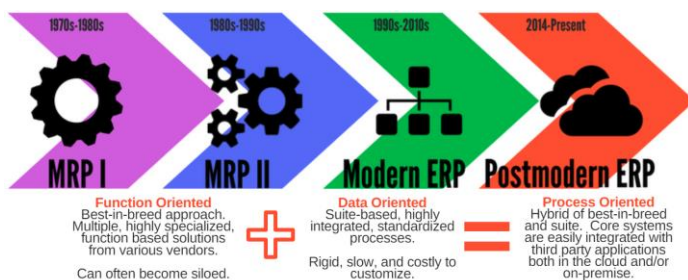 1970s-1980s
1980s-1990s
1990s-2010s
2014-Present
MRP I
MRP II
Modern ERP
Postmodern ERP
Function Oriented
Best-in-breed approach.
Multiple, highly specialized,
function based solutions
from various vendors.
Can often become siloed.
Data Oriented
Suite-based, highly
integrated, standardized
processes.
Rigid, slow, and costly to
customize.
Process Oriented
Hybrid of best-in-breed
and suite. Core systems
are easily integrated with
third party applications
both in the cloud and/or
on-premise.